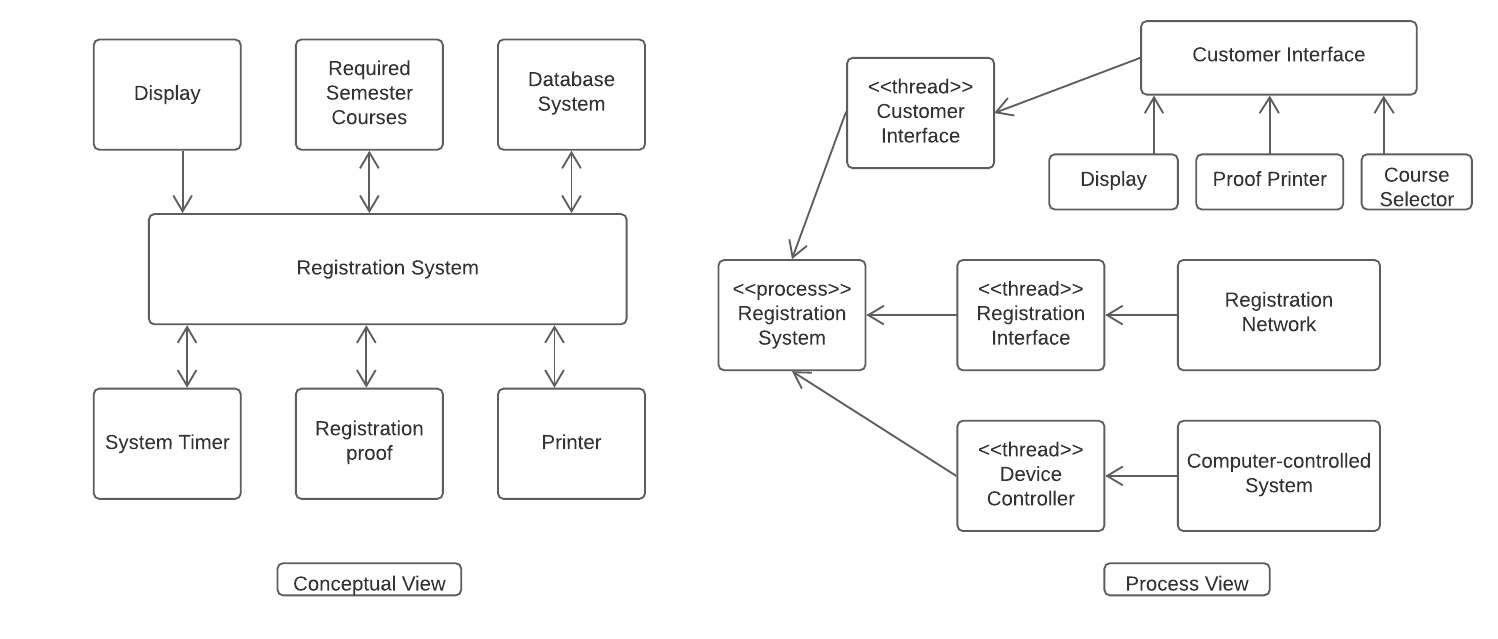 Display
Required
Semester
Courses
Database
System
Registration System
System Timer
Registration
proof
Printer
Conceptual View
Customer Interface
<<thread>>
Customer
Interface
Display
Proof Printer
Course
Selector
<<process>>
Registration
System
<<thread>>
Registration
Interface
Registration
Network
<<thread>>
Device
Controller
Computer-controlled
System
Process View